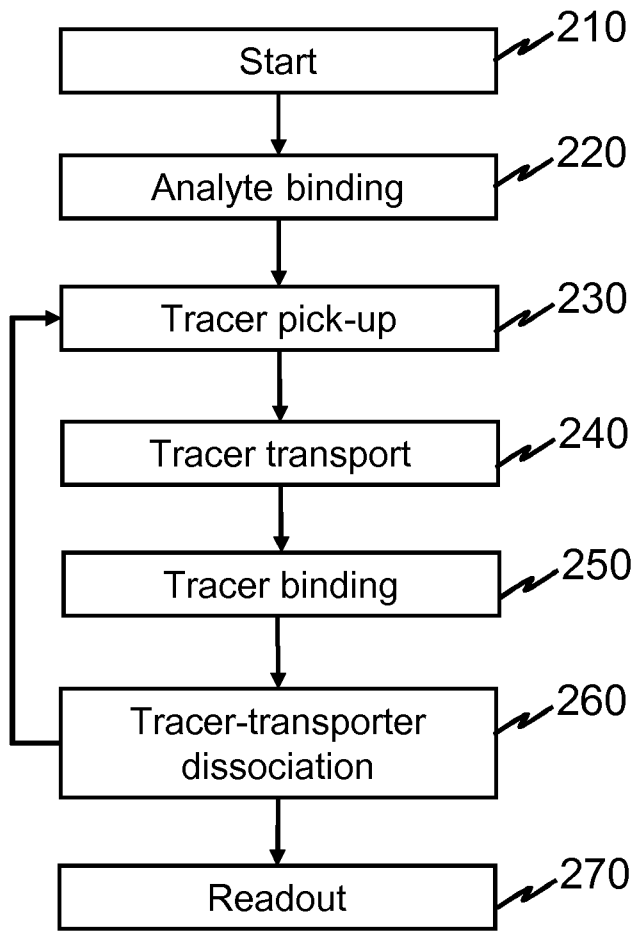 210
Start
220
Analyte binding
230
Tracer pick-up
240
Tracer transport
250
Tracer binding
260
Tracer-transporter
dissociation
270
Readout